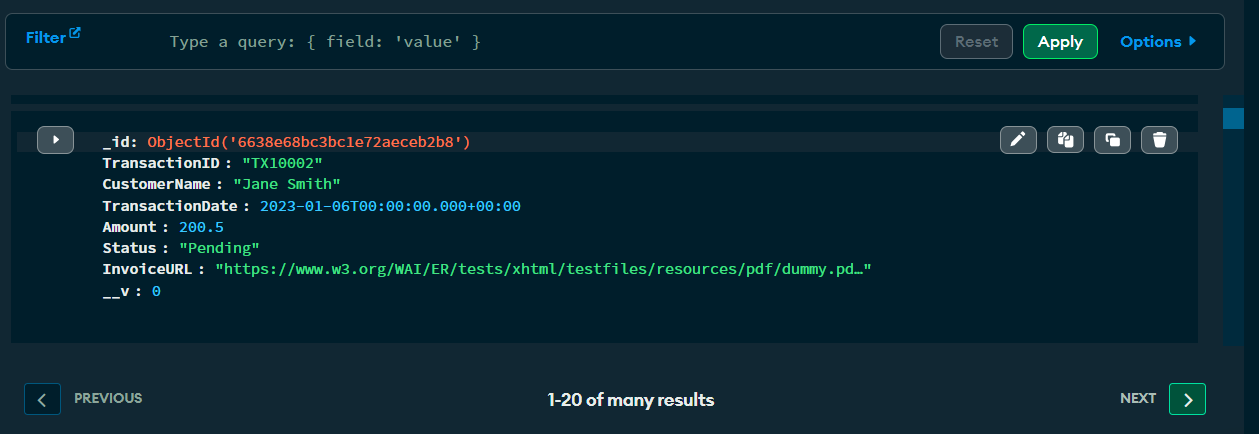 Filter
Type a query: { field: 'value' }
Reset
Apply
Options
_id: ObjectId('6638e68bc3bc1e72aeceb2b8')
TransactionID : "TX10002"
CustomerName : "Jane Smith"
TransactionDate : 2023-01-06T00:00:00.000+00:00
Amount : 200.5
Status : "Pending"
InvoiceURL : "https://www.w3.org/WAI/ER/tests/xhtml/testfiles/resources/pdf/dummy.pd…"
__v : 0
PREVIOUS
1-20 of many results
NEXT